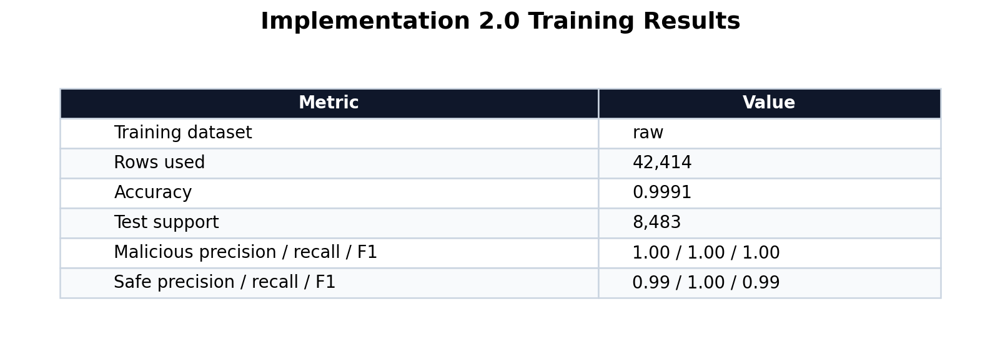 Implementation 2.0 Training Results
Metric Value
Training dataset raw
Rows used 42,414
Accuracy 0.9991
Test support 8,483
Malicious precision / recall / F1 1.00 / 1.00 / 1.00
Safe precision / recall / F1 0.99 / 1.00 / 0.99